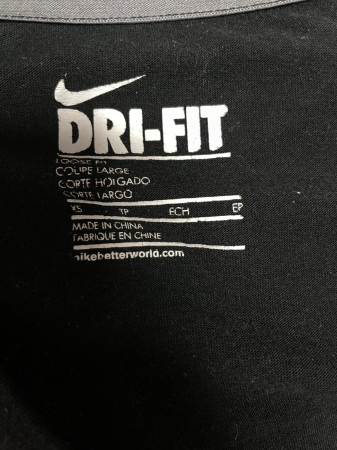 DRI-FIT
LOOSE FIT
COUPE LARGE
CORTE HOLGADO
CORTE LARGO
XS TP ECH EP
MADE IN CHINA
FABRIQUE EN CHINE
nikebetterworld.com